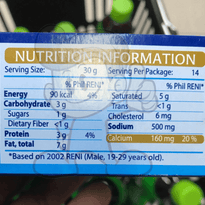 NUTRITION INFORMATION
Serving Size: 30 g Serving Per Package: 14
% Phil RENI* % Phil RENI*
Energy 90 kcal 4% Saturated 5 g
Carbohydrate 3 g Trans <1 g
Sugars <1 g Cholesterol 6 mg
Dietary Fiber <1 g Sodium 500 mg
Protein 3 g 4% Calcium 160 mg 20 %
Total fat 7 g
*Based on 2002 RENI (Male, 19-29 years old).